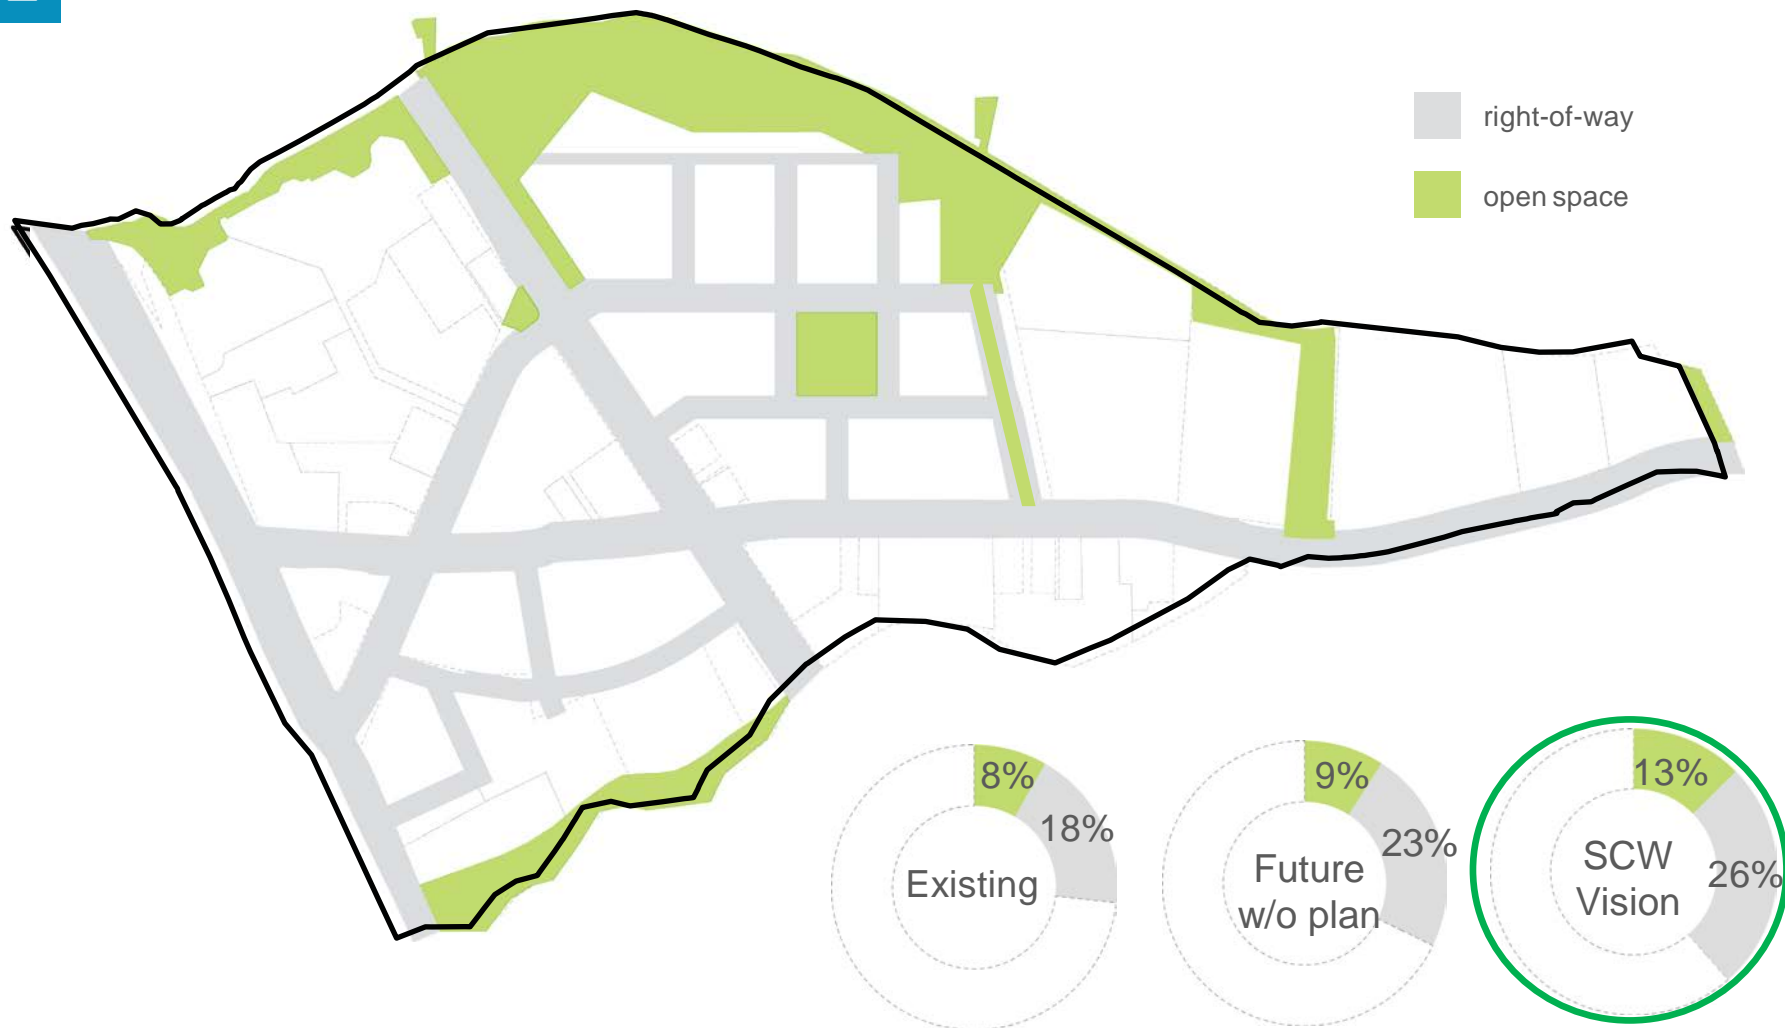 right-of-way
open space
8%
18%
Existing
9%
23%
Future
w/o plan
13%
26%
SCW
Vision